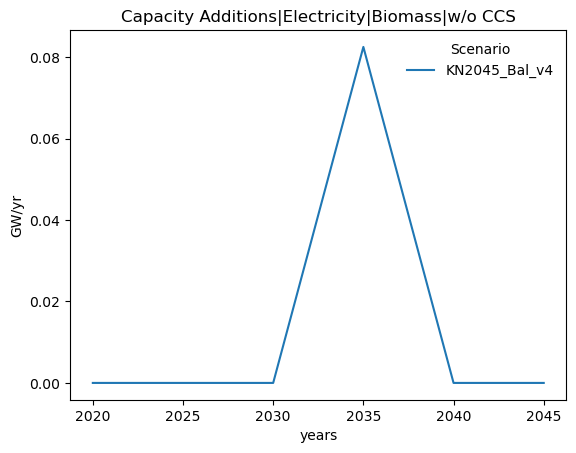 Capacity Additions|Electricity|Biomass|w/o CCS
Scenario
KN2045_Bal_v4
GW/yr
0.08
0.06
0.04
0.02
0.00
2020 2025 2030 2035 2040 2045
years